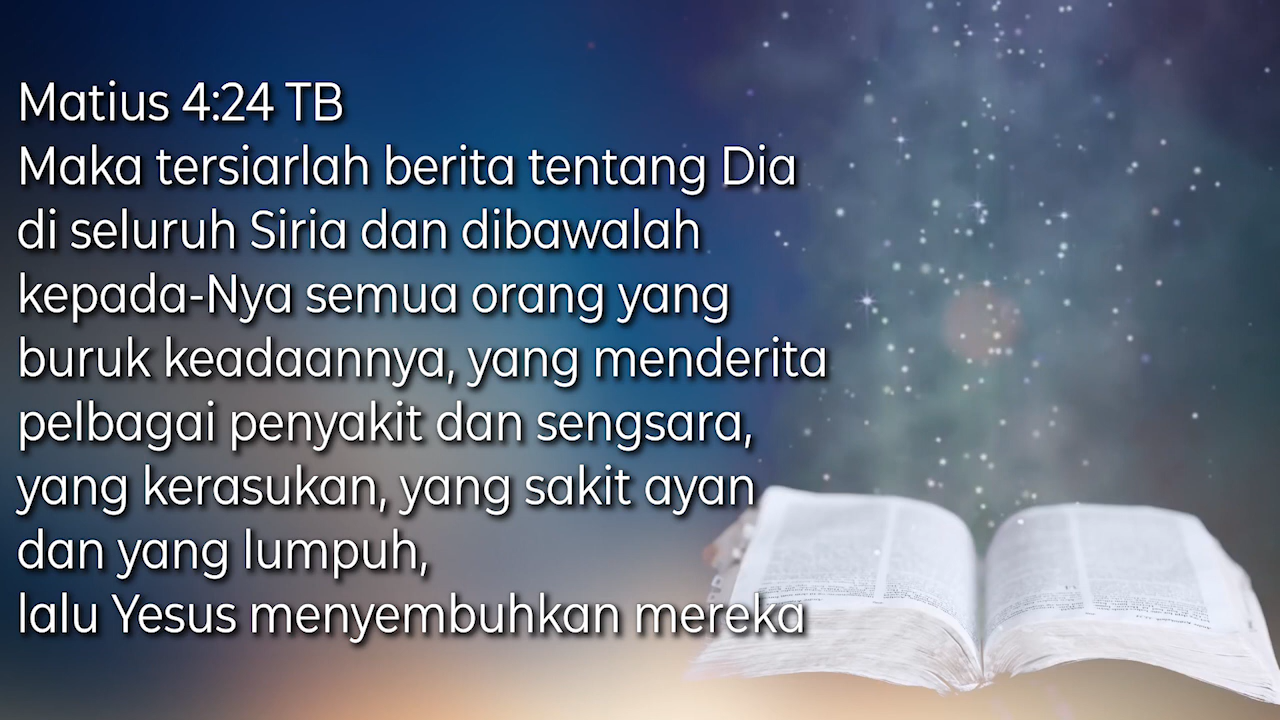 Matius 4:24 TB
Maka tersiarlah berita tentang Dia
di seluruh Siria dan dibawalah
kepada-Nya semua orang yang
buruk keadaannya, yang menderita
pelbagai penyakit dan sengsara,
yang kerasukan, yang sakit ayan
dan yang lumpuh,
lalu Yesus menyembuhkan mereka